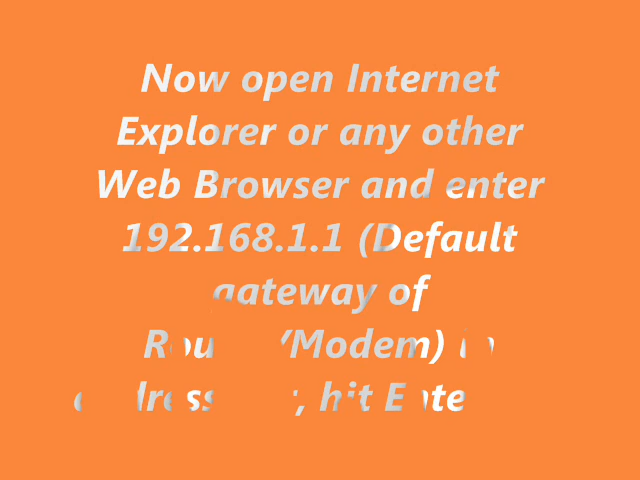 Now open Internet
Explorer or any other
Web Browser and enter
192.168.1.1 (Default
gateway of
/Modem)
, hit